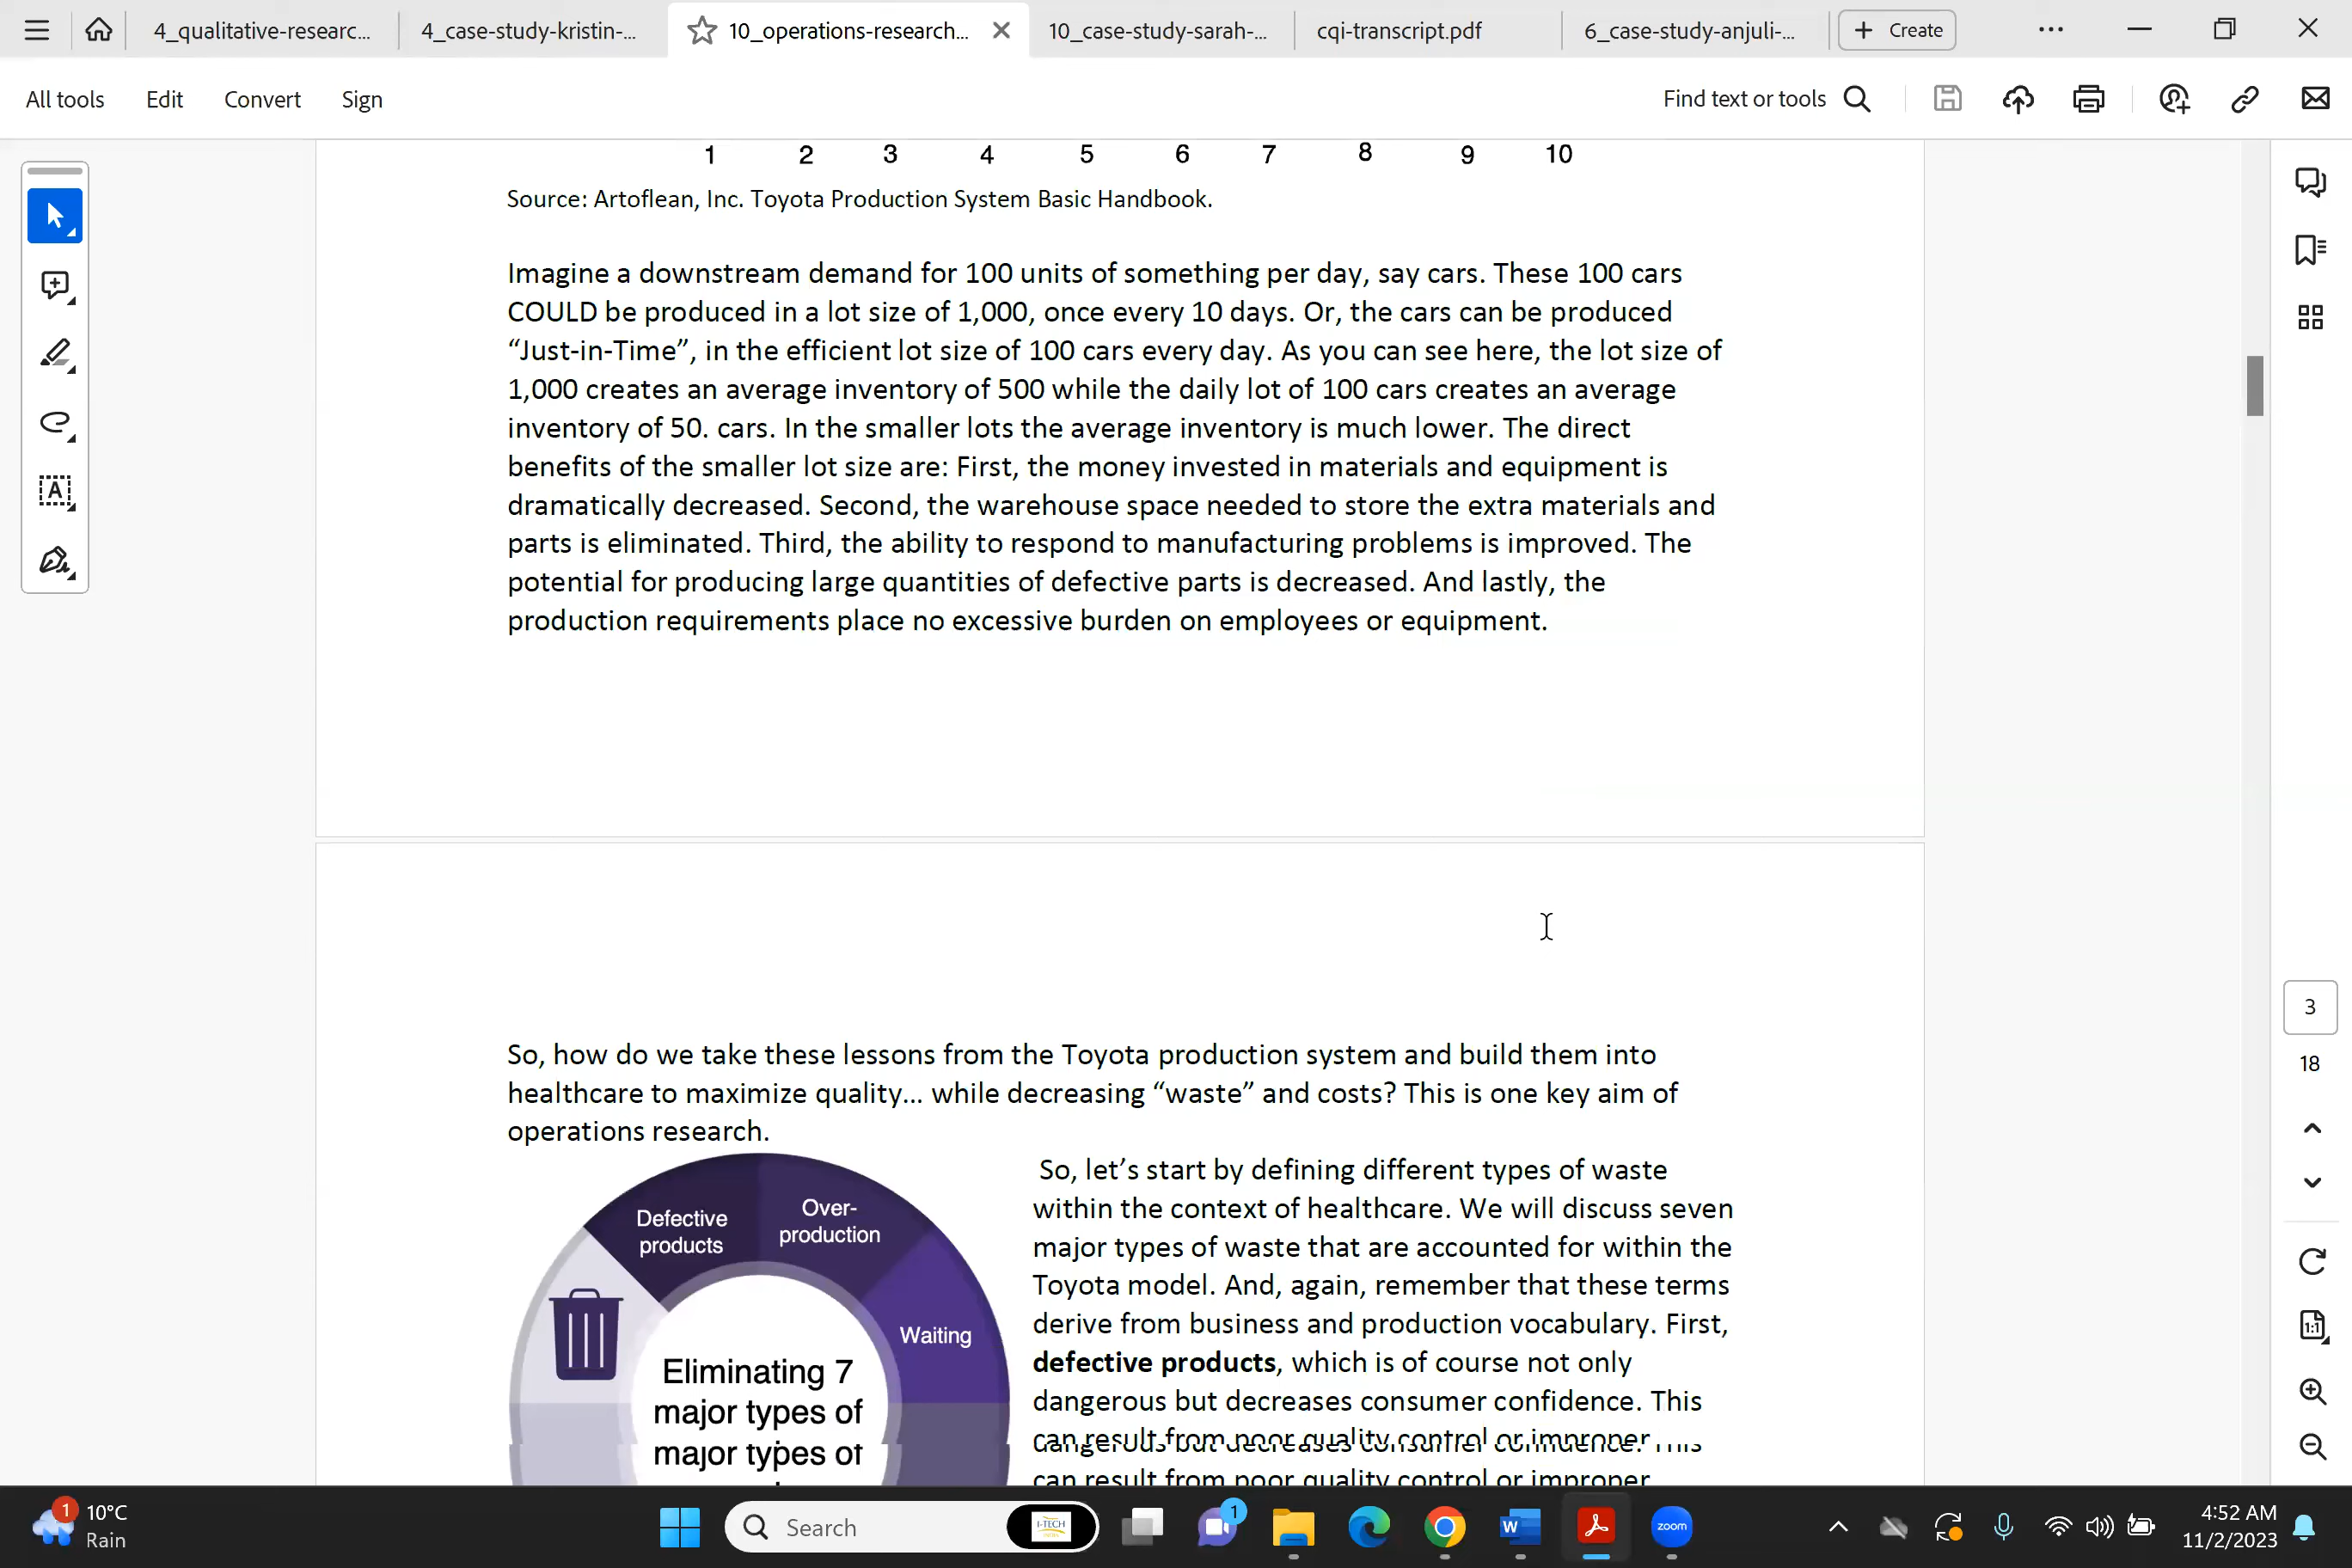 4_qualitative-researc...
4_case-study-kristin-...
10_operations-research...
10_case-study-sarah-...
cqi-transcript.pdf
6_case-study-anjuli-...
Create
All tools
Edit
Convert
Sign
Find text or tools
1 2 3 4 5 6 7 8 9 10
Source: Artoflean, Inc. Toyota Production System Basic Handbook.
Imagine a downstream demand for 100 units of something per day, say cars. These 100 cars
COULD be produced in a lot size of 1,000, once every 10 days. Or, the cars can be produced
“Just-in-Time”, in the efficient lot size of 100 cars every day. As you can see here, the lot size of
1,000 creates an average inventory of 500 while the daily lot of 100 cars creates an average
inventory of 50. cars. In the smaller lots the average inventory is much lower. The direct
benefits of the smaller lot size are: First, the money invested in materials and equipment is
dramatically decreased. Second, the warehouse space needed to store the extra materials and
parts is eliminated. Third, the ability to respond to manufacturing problems is improved. The
potential for producing large quantities of defective parts is decreased. And lastly, the
production requirements place no excessive burden on employees or equipment.
So, how do we take these lessons from the Toyota production system and build them into
healthcare to maximize quality... while decreasing “waste” and costs? This is one key aim of
operations research.
Defective
products
Over-
production
Waiting
Eliminating 7
major types of
major types of
So, let’s start by defining different types of waste
within the context of healthcare. We will discuss seven
major types of waste that are accounted for within the
Toyota model. And, again, remember that these terms
derive from business and production vocabulary. First,
defective products, which is of course not only
dangerous but decreases consumer confidence. This
can result from poor quality control or improper
can result from poor quality control or improper
3
18
1:1
1
10°C
Rain
Search
I-TECH
1
W
zoom
4:52 AM
11/2/2023